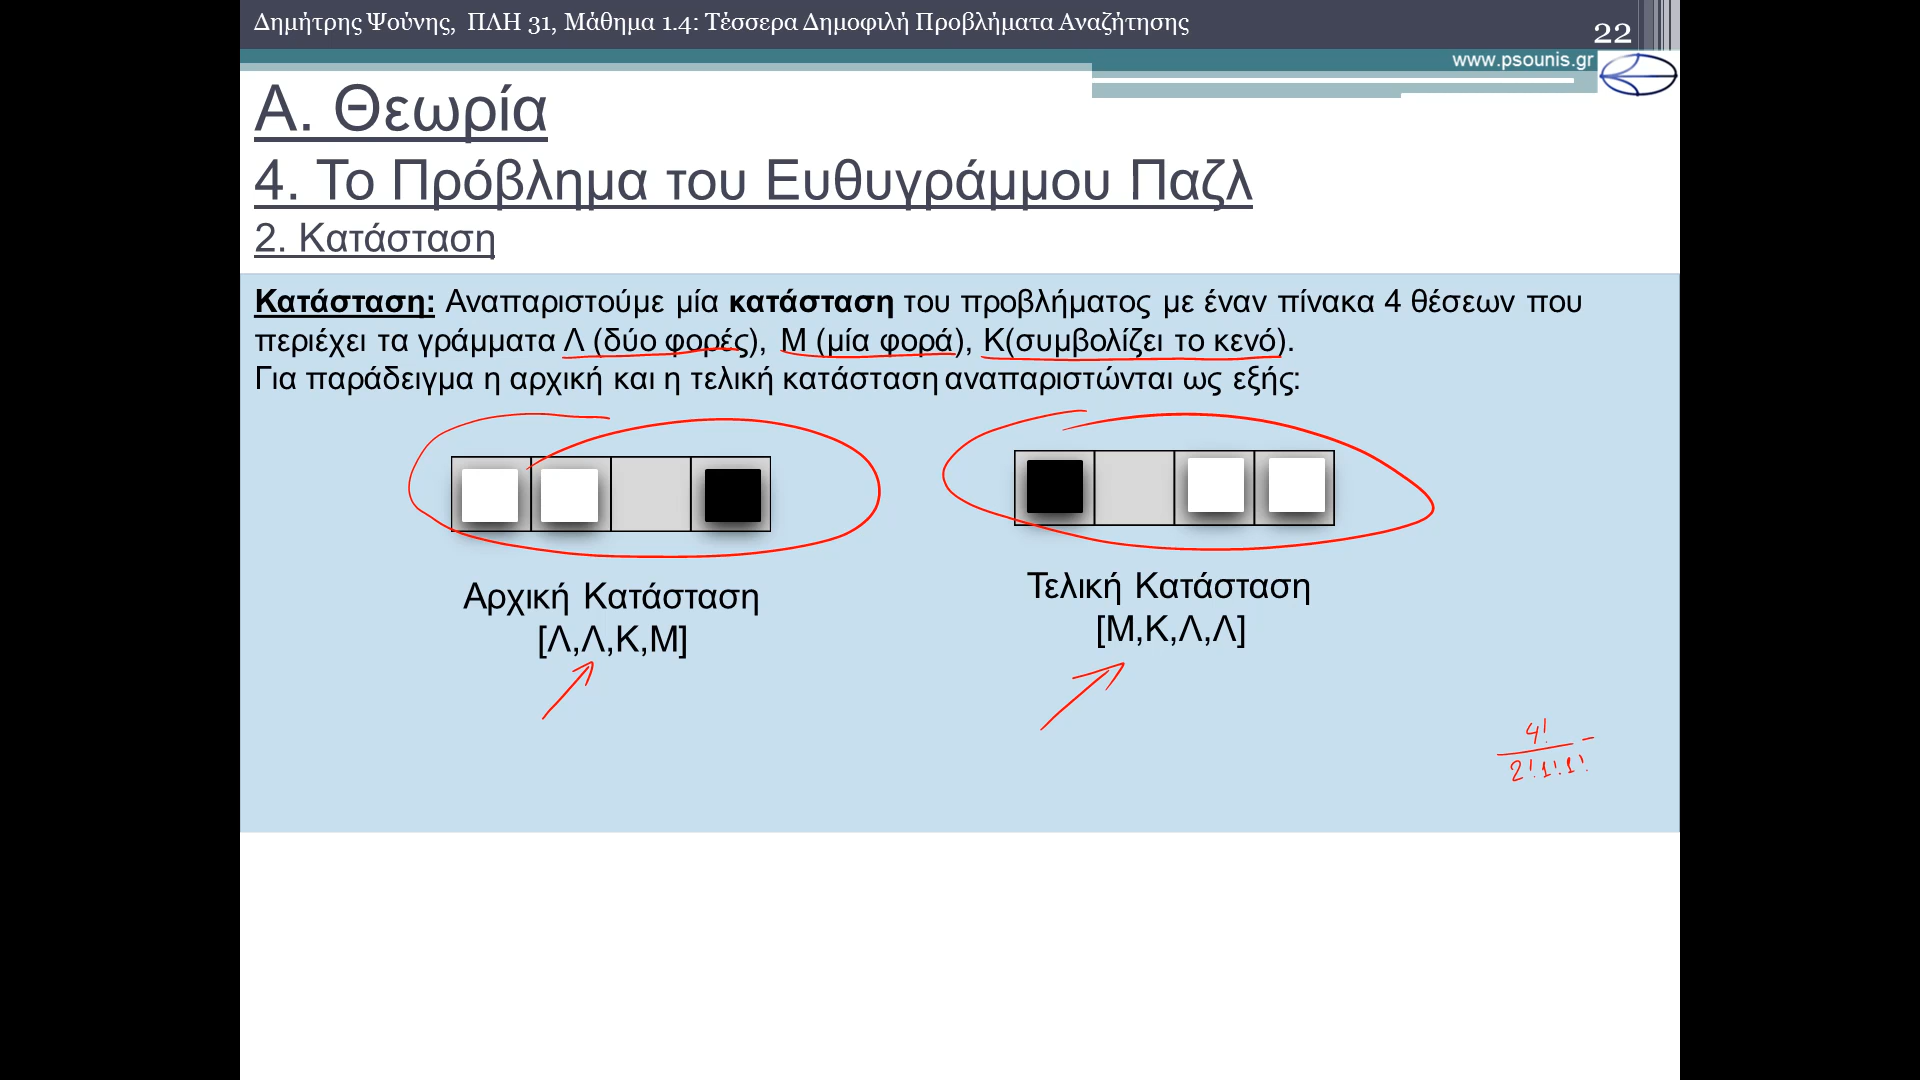 Δημήτρης Ψούνης, ΠΛΗ 31, Μάθημα 1.4: Τέσσερα Δημοφιλή Προβλήματα Αναζήτησης
22
www.psounis.gr
Α. Θεωρία
4. Το Πρόβλημα του Ευθυγράμμου Παζλ
2. Κατάσταση
Κατάσταση: Αναπαριστούμε μία κατάσταση του προβλήματος με έναν πίνακα 4 θέσεων που
περιέχει τα γράμματα Λ (δύο φορές), Μ (μία φορά), Κ(συμβολίζει το κενό).
Για παράδειγμα η αρχική και η τελική κατάσταση αναπαριστώνται ως εξής:
Αρχική Κατάσταση
[Λ,Λ,Κ,Μ]
Τελική Κατάσταση
[Μ,Κ,Λ,Λ]
4! -
2!1!1!